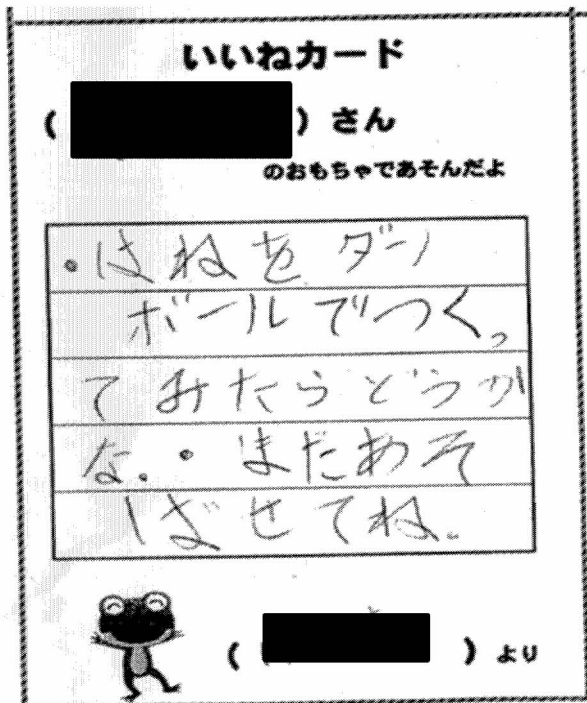 いいねカード
( ) さん
のおもちゃであそんだよ
・はねをダン
ボールでつくっ
てみたらどうか
な。・まだあそ
ばせてね。
( ) より